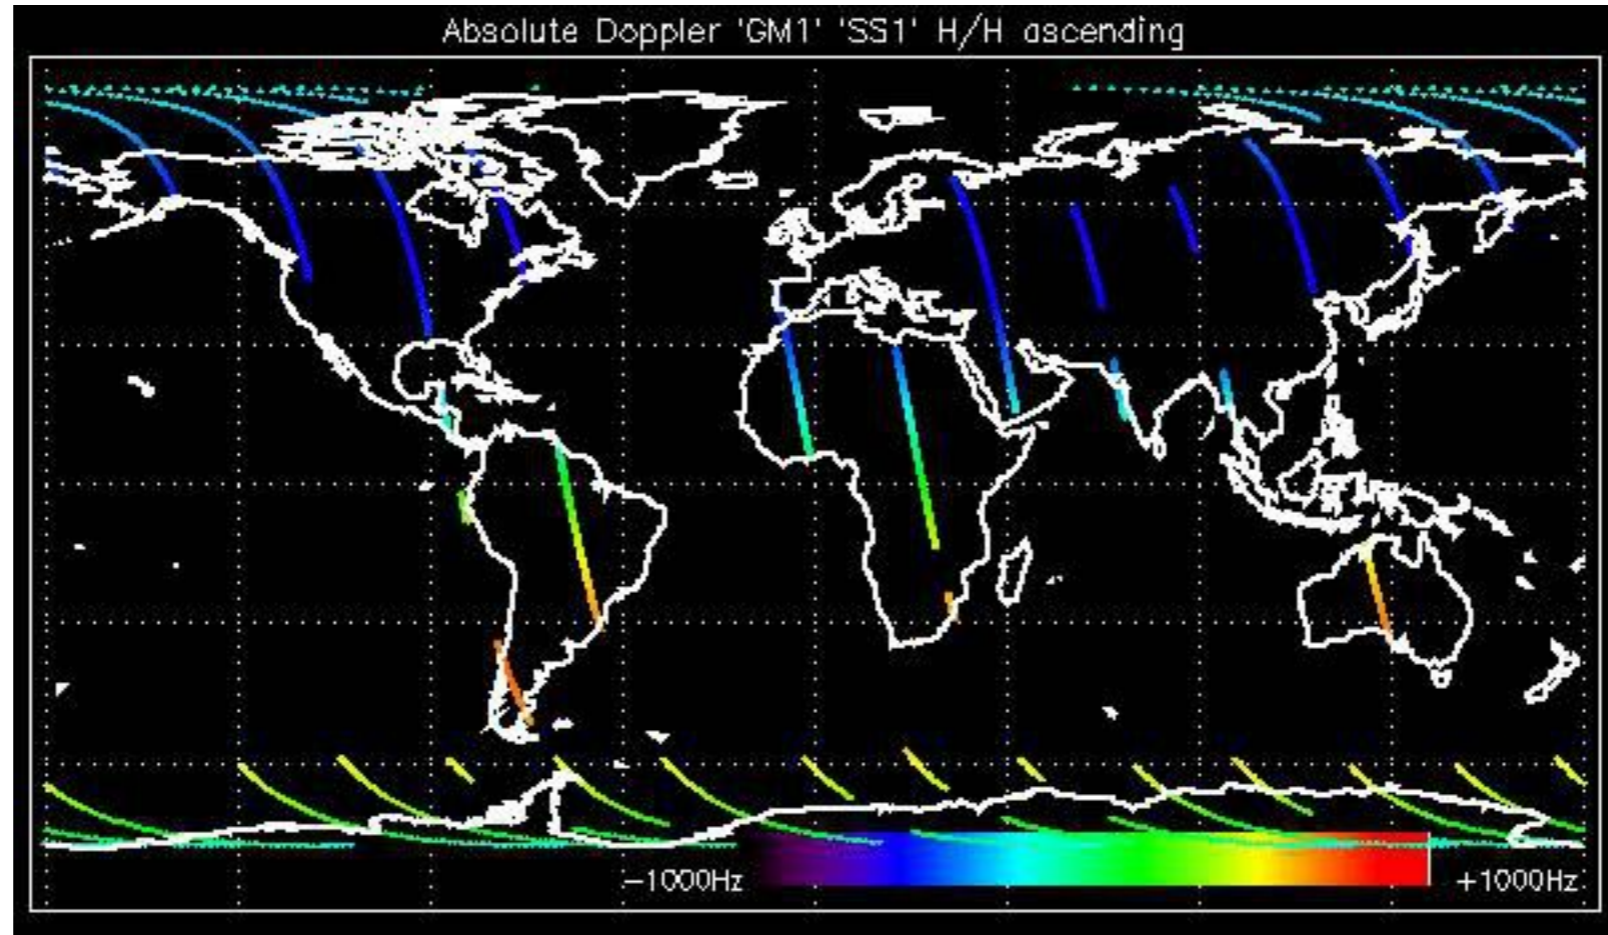 Absolute Doppler 'GM1' 'SS1' H/H ascending
−1000Hz +1000Hz